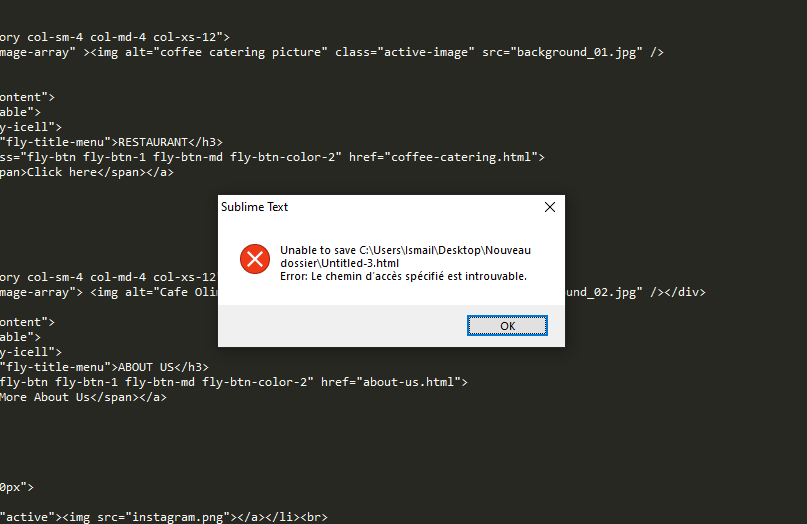 ory col-sm-4 col-md-4 col-xs-12">
mage-array" ><img alt="coffee catering picture" class="active-image" src="background_01.jpg" />
ontent">
able">
y-icell">
"fly-title-menu">RESTAURANT</h3>
ss="fly-btn fly-btn-1 fly-btn-md fly-btn-color-2" href="coffee-catering.html">
pan>Click here</span></a>
Sublime Text
Unable to save C:\Users\Ismail\Desktop\Nouveau
dossier\Untitled-3.html
Error: Le chemin d'accès spécifié est introuvable.
OK
ory col-sm-4 col-md-4 col-xs-12"
mage-array"> <img alt="Cafe Olin
nd_02.jpg" /></div>
ontent">
able">
y-icell">
"fly-title-menu">ABOUT US</h3>
fly-btn fly-btn-1 fly-btn-md fly-btn-color-2" href="about-us.html">
More About Us</span></a>
0px">
"active"><img src="instagram.png"></a></li><br>